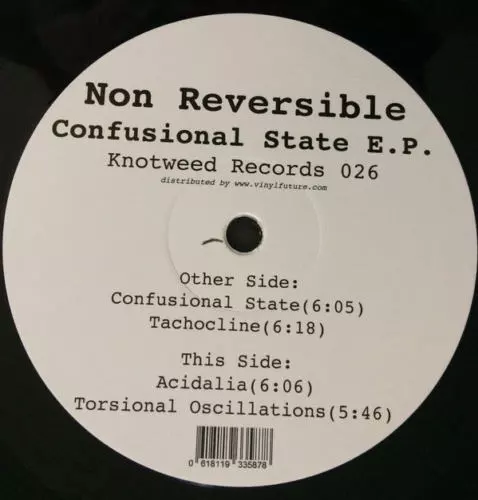 Non Reversible
Confusional State E.P.
Knotweed Records 026
distributed by www.vinylfuture.com
Other Side:
Confusional State(6:05)
Tachocline(6:18)
This Side:
Acidalia(6:06)
Torsional Oscillations(5:46)
0 618119 335878